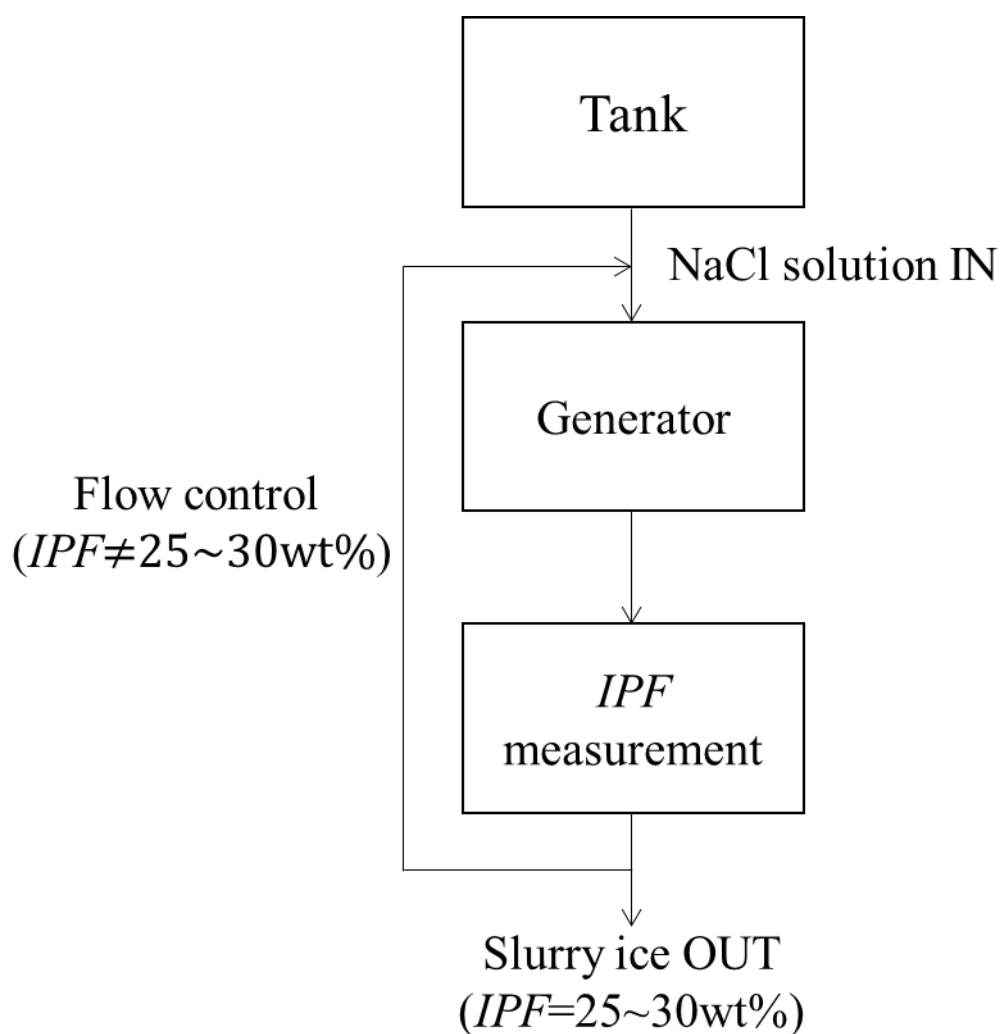 Tank
NaCl solution IN
Generator
Flow control
(IPF≠25~30wt%)
IPF
measurement
Slurry ice OUT
(IPF=25~30wt%)